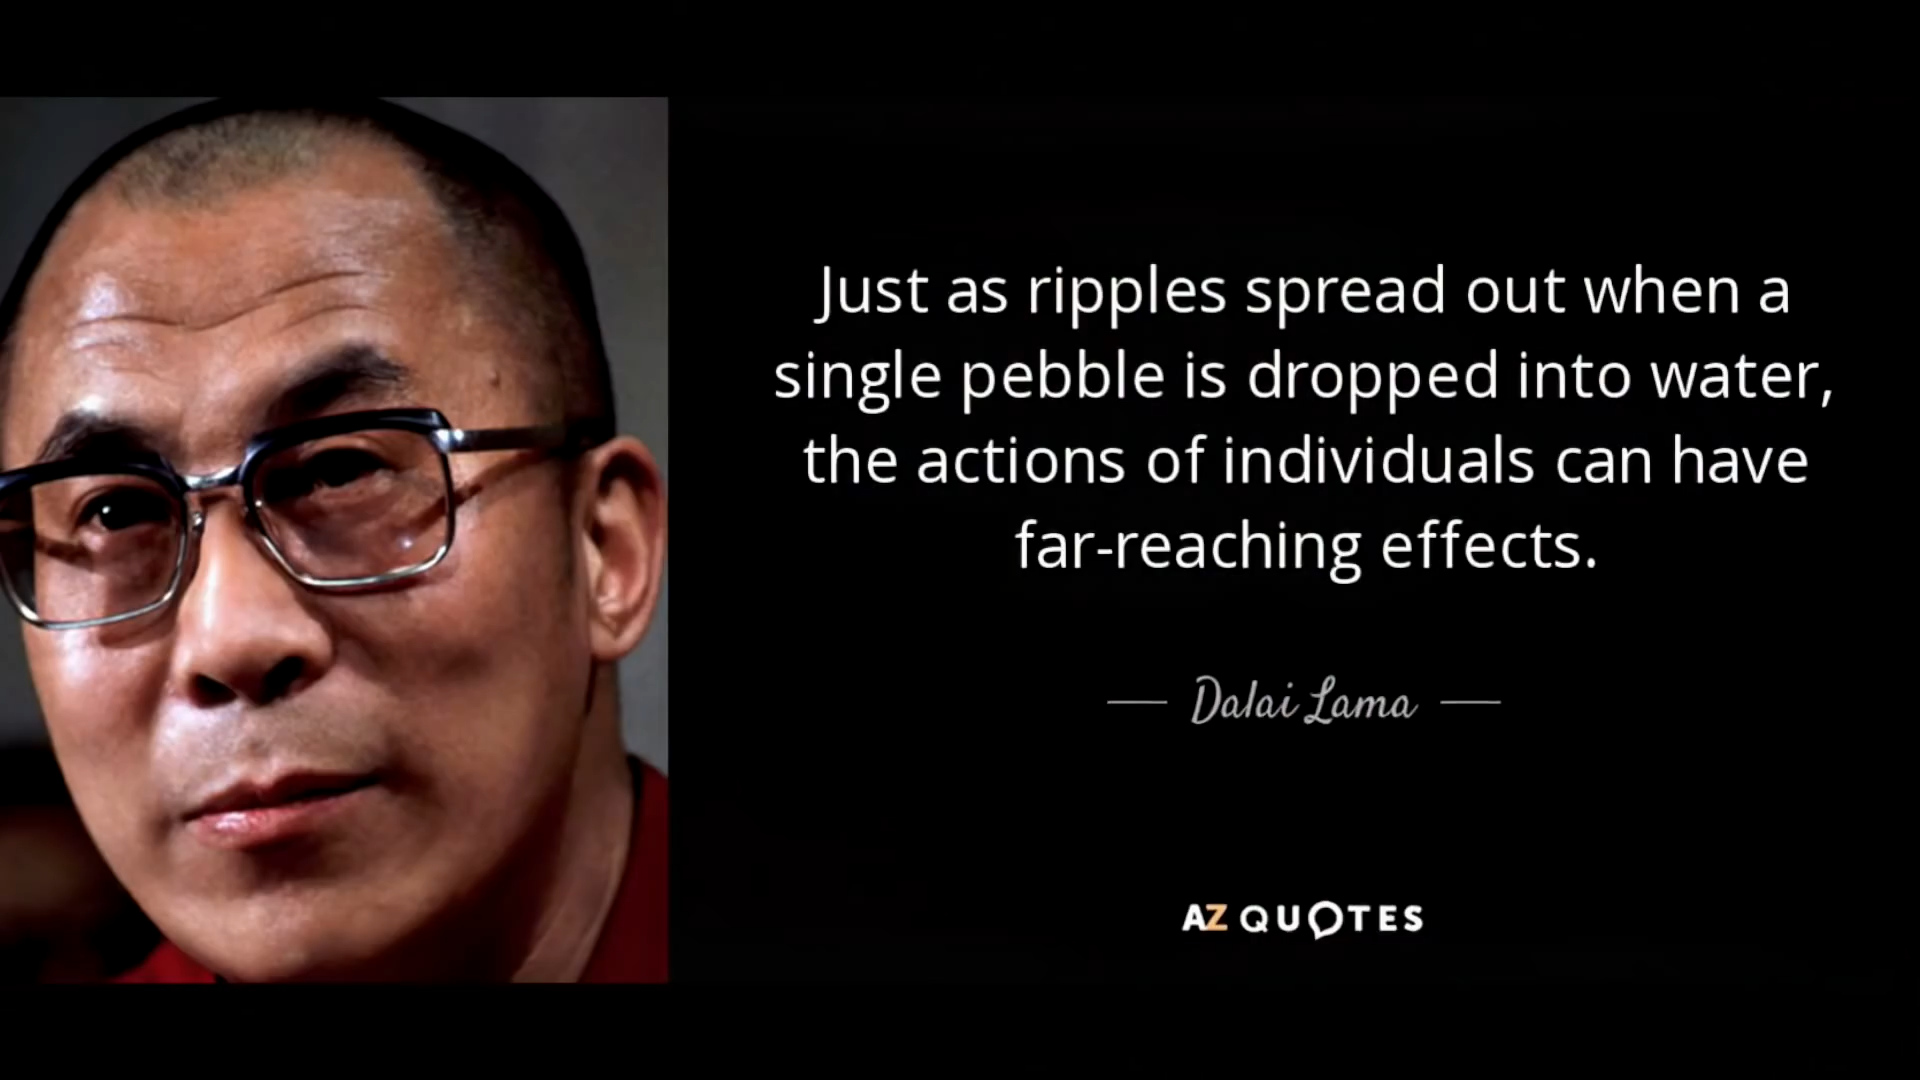 Just as ripples spread out when a
single pebble is dropped into water,
the actions of individuals can have
far-reaching effects.
— Dalai Lama —
AZ QUOTES